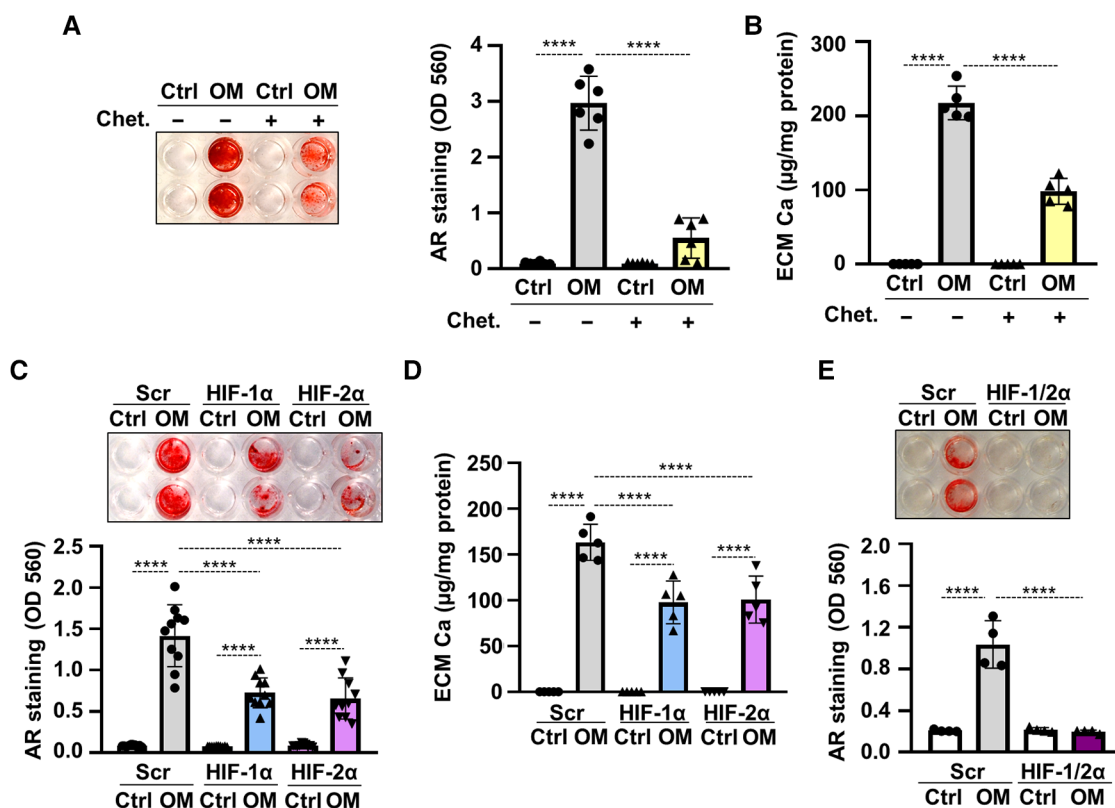 A
Ctrl OM Ctrl OM
Chet. – – + +
AR staining (OD 560)
4
3
2
1
0
**** ****
Ctrl OM Ctrl OM
Chet. – – + +
B
ECM Ca (µg/mg protein)
300
200
100
0
**** ****
Ctrl OM Ctrl OM
Chet. – – + +
C
Scr HIF-1α HIF-2α
Ctrl OM Ctrl OM Ctrl OM
AR staining (OD 560)
2.5
2.0
1.5
1.0
0.5
0.0
****
**** ****
**** ****
Ctrl OM Ctrl OM Ctrl OM
Scr HIF-1α HIF-2α
D
ECM Ca (µg/mg protein)
250
200
150
100
50
0
****
**** ****
**** ****
Scr HIF-1α HIF-2α
Ctrl OM Ctrl OM Ctrl OM
E
Scr HIF-1/2α
Ctrl OM Ctrl OM
AR staining (OD 560)
2.0
1.6
1.2
0.8
0.4
0.0
**** ****
Scr HIF-1/2α
Ctrl OM Ctrl OM